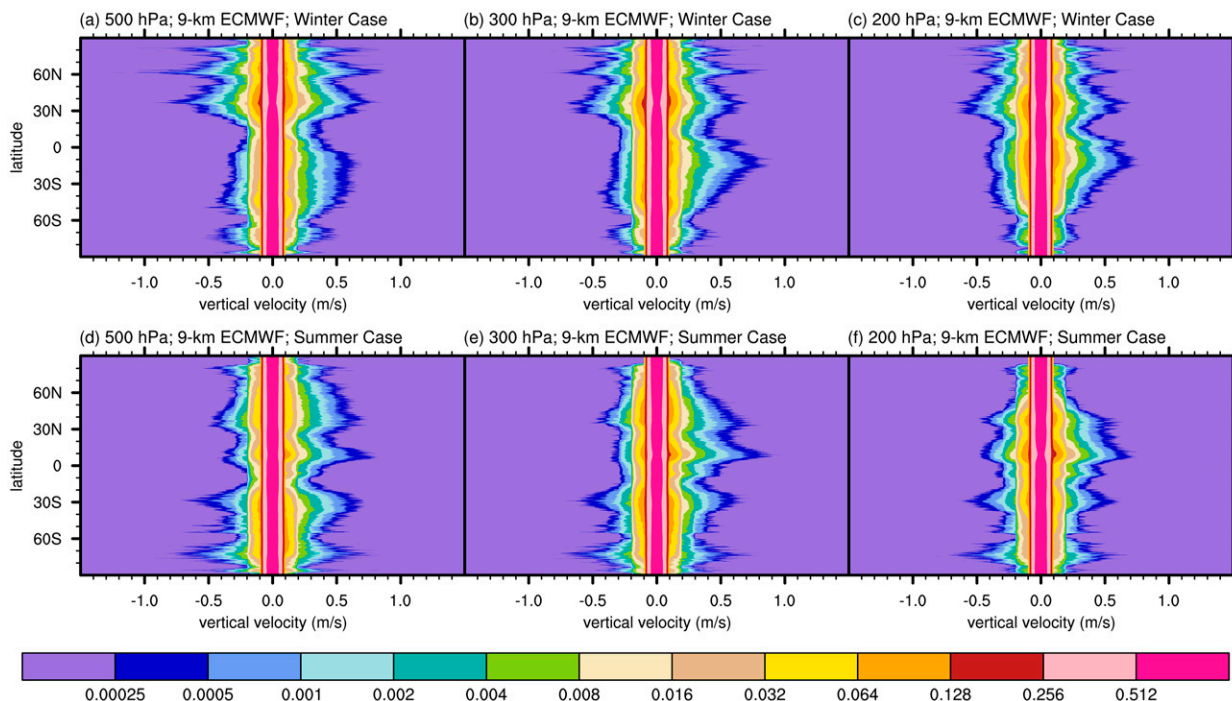 (a) 500 hPa; 9-km ECMWF; Winter Case
(b) 300 hPa; 9-km ECMWF; Winter Case
(c) 200 hPa; 9-km ECMWF; Winter Case
60N
30N
0
30S
60S
latitude
-1.0 -0.5 0.0 0.5 1.0
-1.0 -0.5 0.0 0.5 1.0
-1.0 -0.5 0.0 0.5 1.0
vertical velocity (m/s)
vertical velocity (m/s)
vertical velocity (m/s)
(d) 500 hPa; 9-km ECMWF; Summer Case
(e) 300 hPa; 9-km ECMWF; Summer Case
(f) 200 hPa; 9-km ECMWF; Summer Case
60N
30N
0
30S
60S
latitude
-1.0 -0.5 0.0 0.5 1.0
-1.0 -0.5 0.0 0.5 1.0
-1.0 -0.5 0.0 0.5 1.0
vertical velocity (m/s)
vertical velocity (m/s)
vertical velocity (m/s)
0.00025 0.0005 0.001 0.002 0.004 0.008 0.016 0.032 0.064 0.128 0.256 0.512